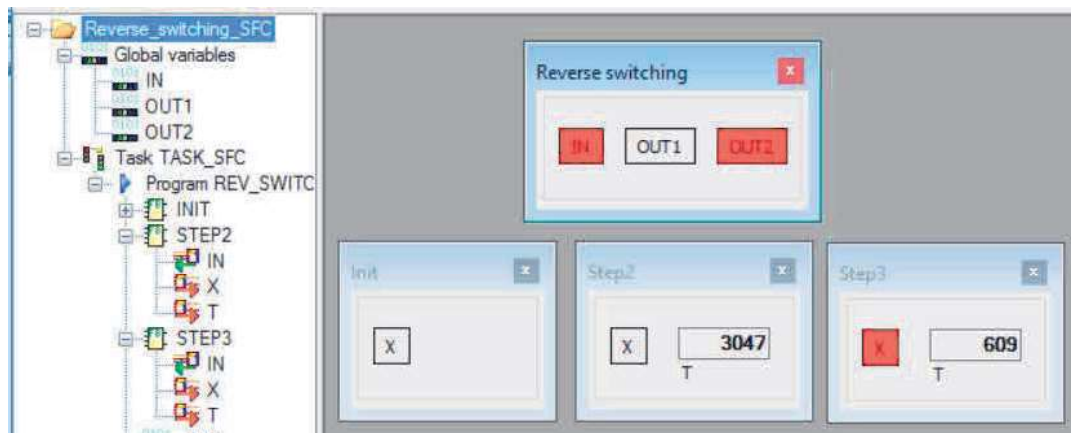 Reverse_switching_SFC
Global variables
IN
OUT1
OUT2
Task TASK_SFC
Program REV_SWITC
INIT
STEP2
IN
X
T
STEP3
IN
X
T
Reverse switching
x
IN OUT1 OUT2
Init x
X
Step2 x
X 3047
T
Step3 x
X 609
T